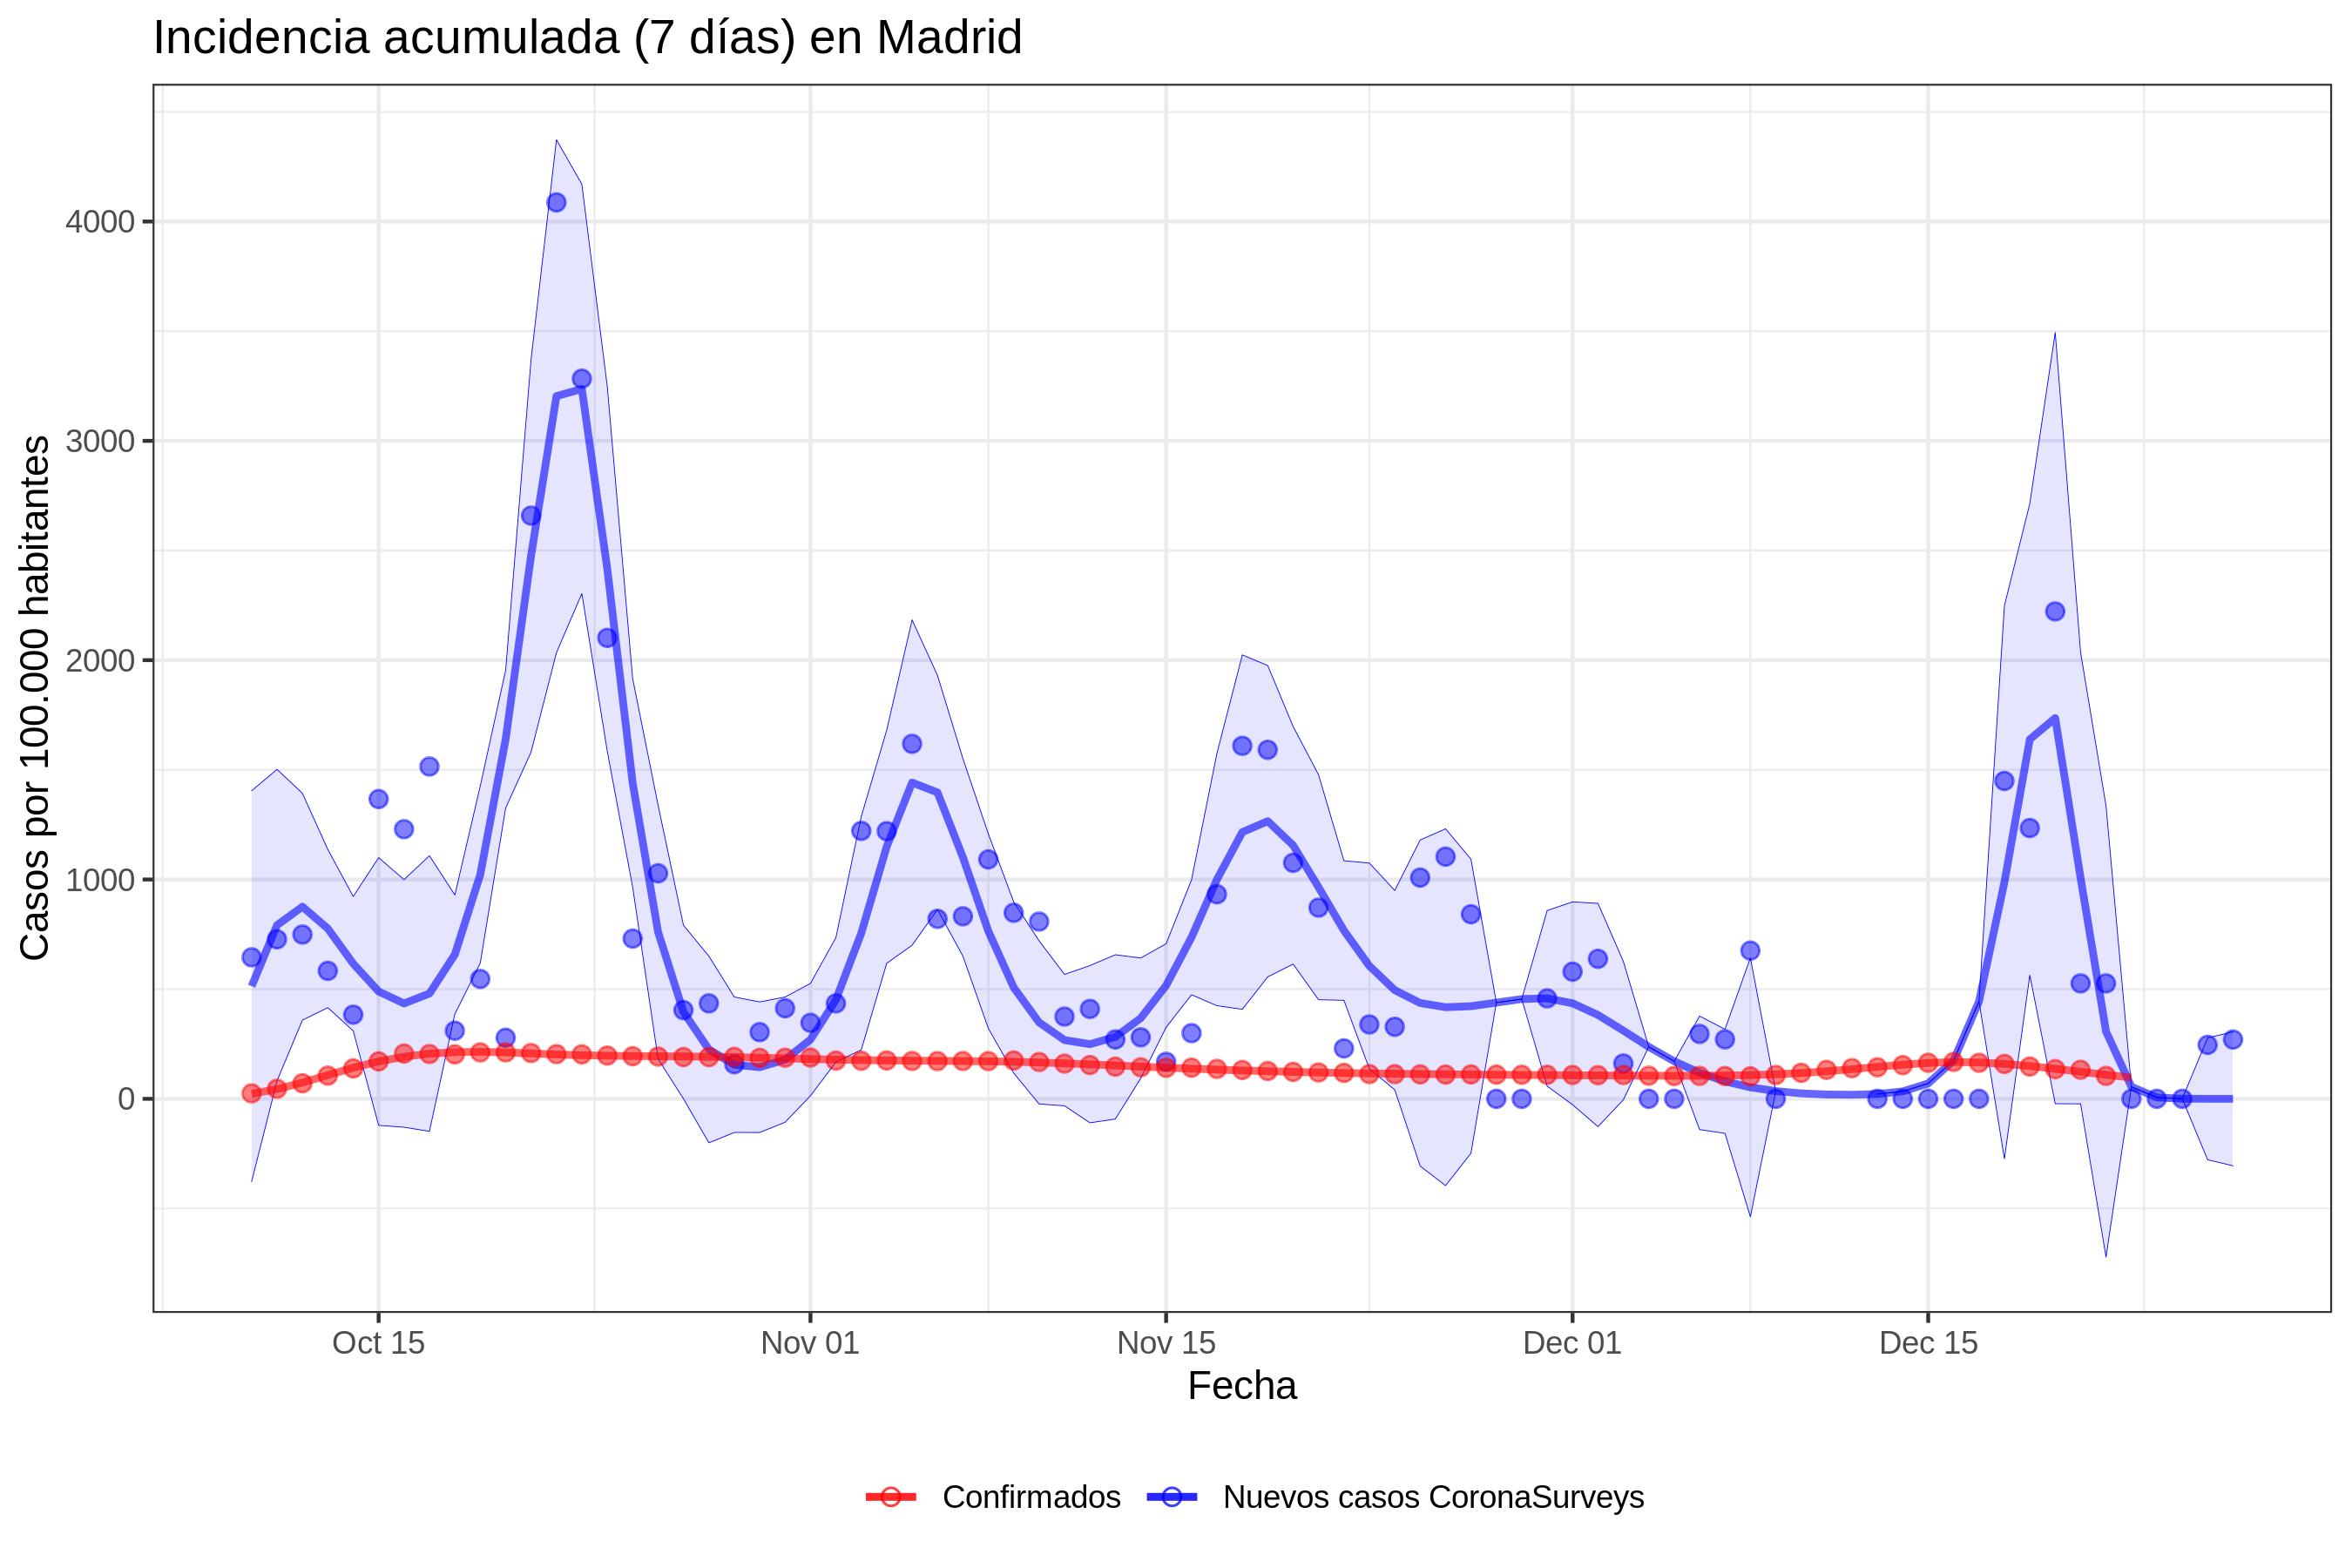 Incidencia acumulada (7 días) en Madrid
Casos por 100.000 habitantes
4000
3000
2000
1000
0
Oct 15
Nov 01
Nov 15
Dec 01
Dec 15
Fecha
Confirmados
Nuevos casos CoronaSurveys